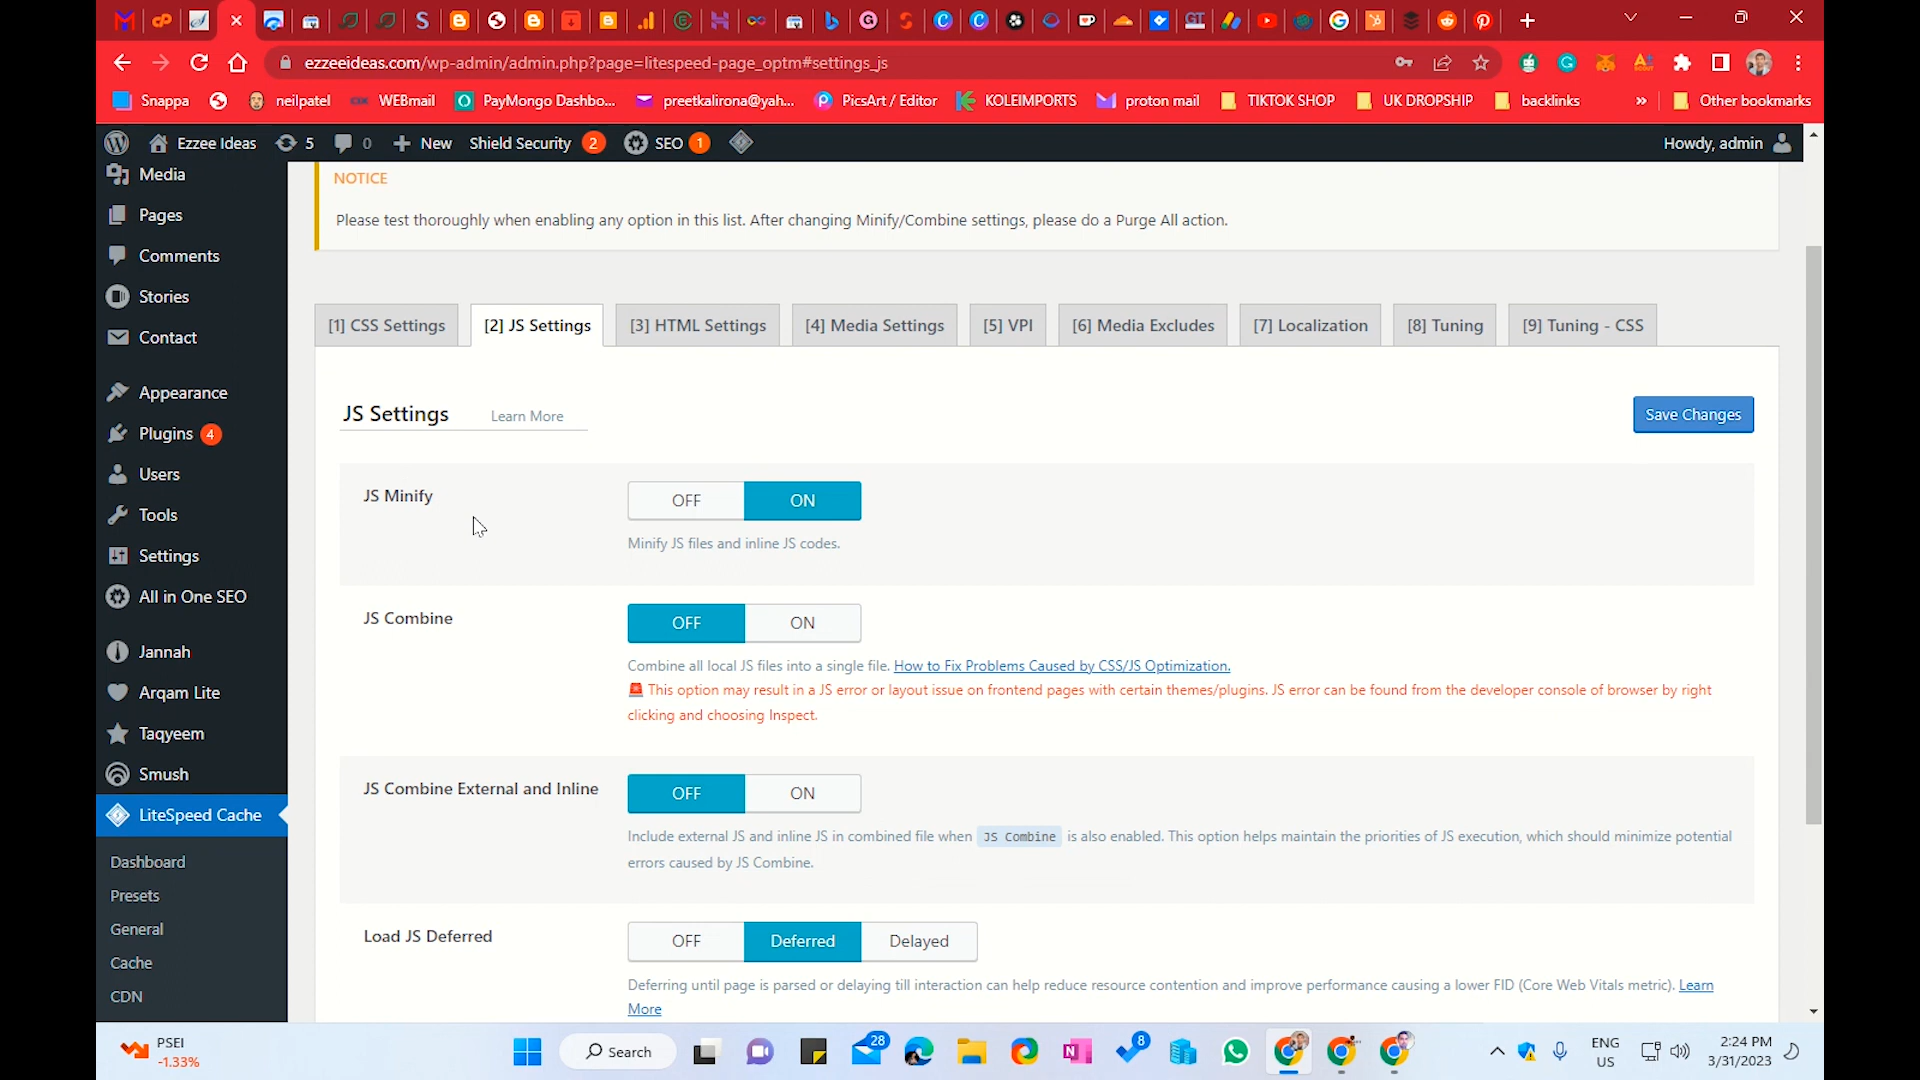 ezzeeideas.com/wp-admin/admin.php?page=litespeed-page_optm#settings_js
Snappa
neilpatel
WEBmail
PayMongo Dashbo...
preetkalirona@yah...
PicsArt / Editor
KOLEIMPORTS
proton mail
TIKTOK SHOP
UK DROPSHIP
backlinks
»
Other bookmarks
Ezzee Ideas
5
0
New
Shield Security 2
SEO 1
Howdy, admin
Media
Pages
Comments
Stories
Contact
Appearance
Plugins 4
Users
Tools
Settings
All in One SEO
Jannah
Arqam Lite
Taqyeem
Smush
LiteSpeed Cache
Dashboard
Presets
General
Cache
CDN
NOTICE
Please test thoroughly when enabling any option in this list. After changing Minify/Combine settings, please do a Purge All action.
[1] CSS Settings
[2] JS Settings
[3] HTML Settings
[4] Media Settings
[5] VPI
[6] Media Excludes
[7] Localization
[8] Tuning
[9] Tuning - CSS
JS Settings
Learn More
Save Changes
JS Minify
OFF
ON
Minify JS files and inline JS codes.
JS Combine
OFF
ON
Combine all local JS files into a single file. How to Fix Problems Caused by CSS/JS Optimization.
This option may result in a JS error or layout issue on frontend pages with certain themes/plugins. JS error can be found from the developer console of browser by right
clicking and choosing Inspect.
JS Combine External and Inline
OFF
ON
Include external JS and inline JS in combined file when JS Combine is also enabled. This option helps maintain the priorities of JS execution, which should minimize potential
errors caused by JS Combine.
Load JS Deferred
OFF
Deferred
Delayed
Deferring until page is parsed or delaying till interaction can help reduce resource contention and improve performance causing a lower FID (Core Web Vitals metric). Learn
More
PSEI
-1.33%
Search
28
8
ENG
US
2:24 PM
3/31/2023